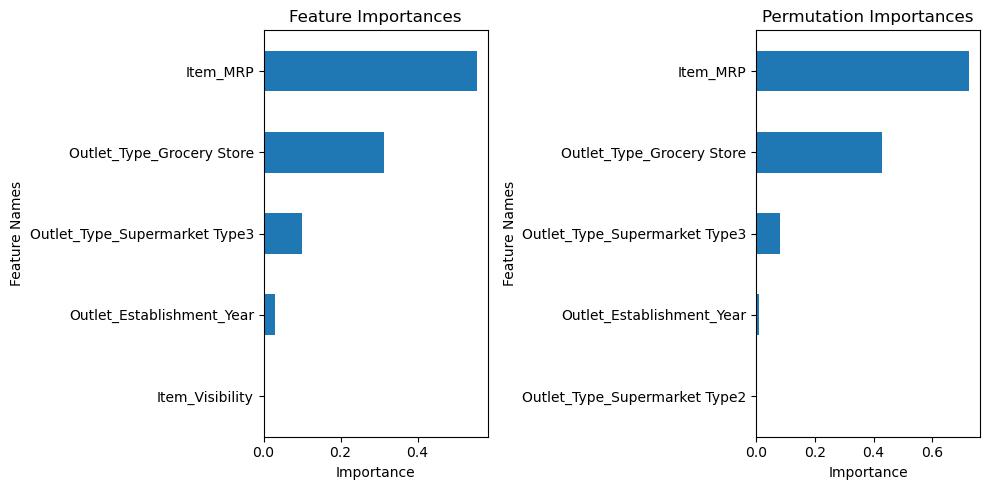 Feature Importances
Feature Names
Item_MRP
Outlet_Type_Grocery Store
Outlet_Type_Supermarket Type3
Outlet_Establishment_Year
Item_Visibility
0.0 0.2 0.4
Importance
Permutation Importances
Feature Names
Item_MRP
Outlet_Type_Grocery Store
Outlet_Type_Supermarket Type3
Outlet_Establishment_Year
Outlet_Type_Supermarket Type2
0.0 0.2 0.4 0.6
Importance